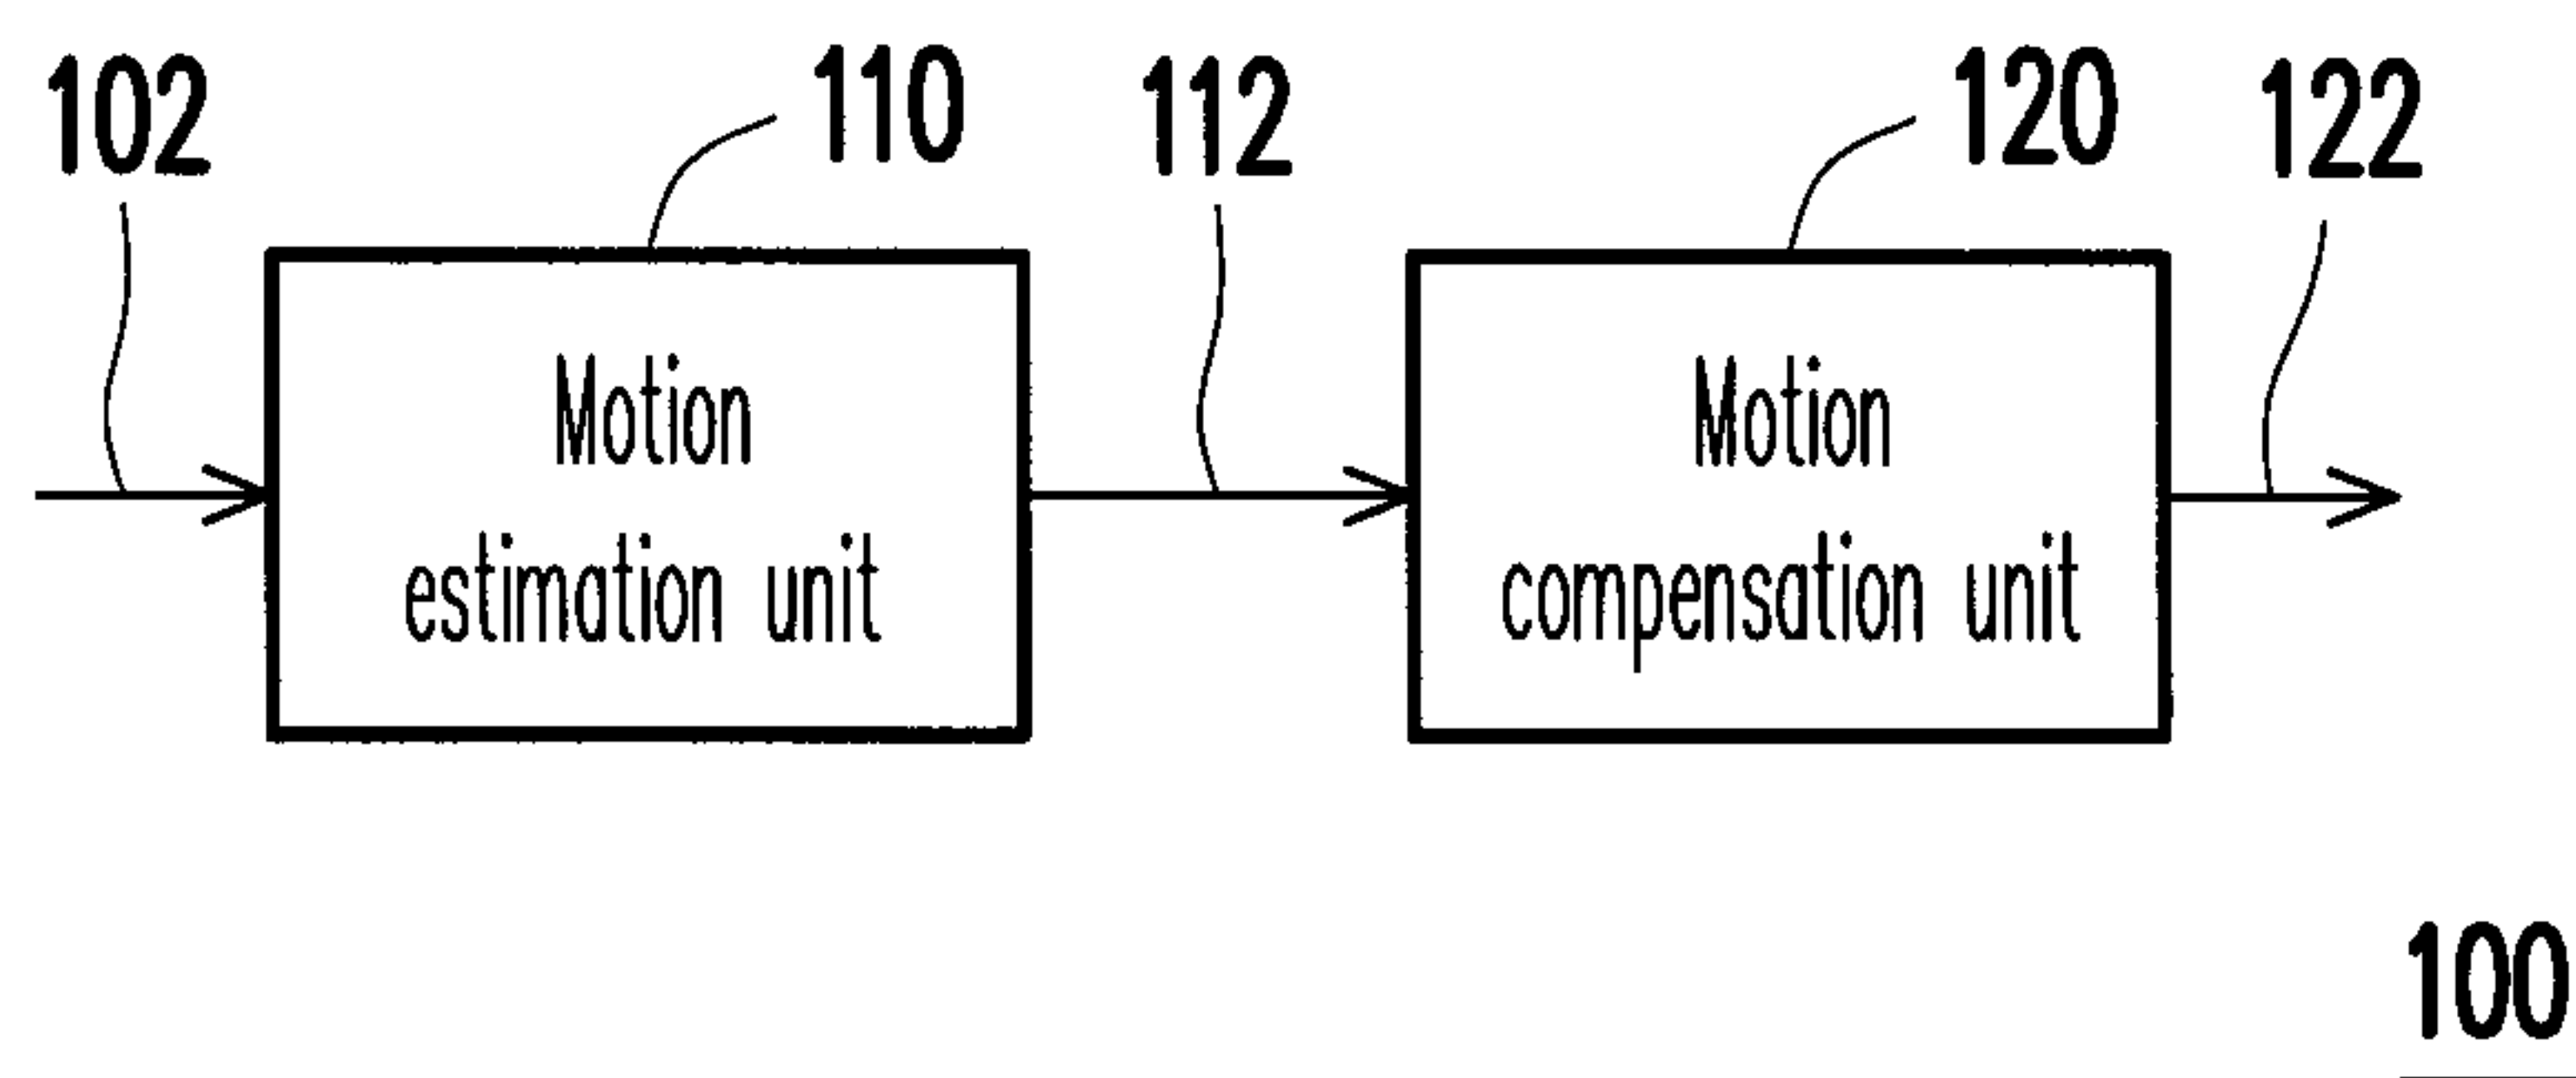 102 110 112 120 122
Motion
estimation unit
Motion
compensation unit
100